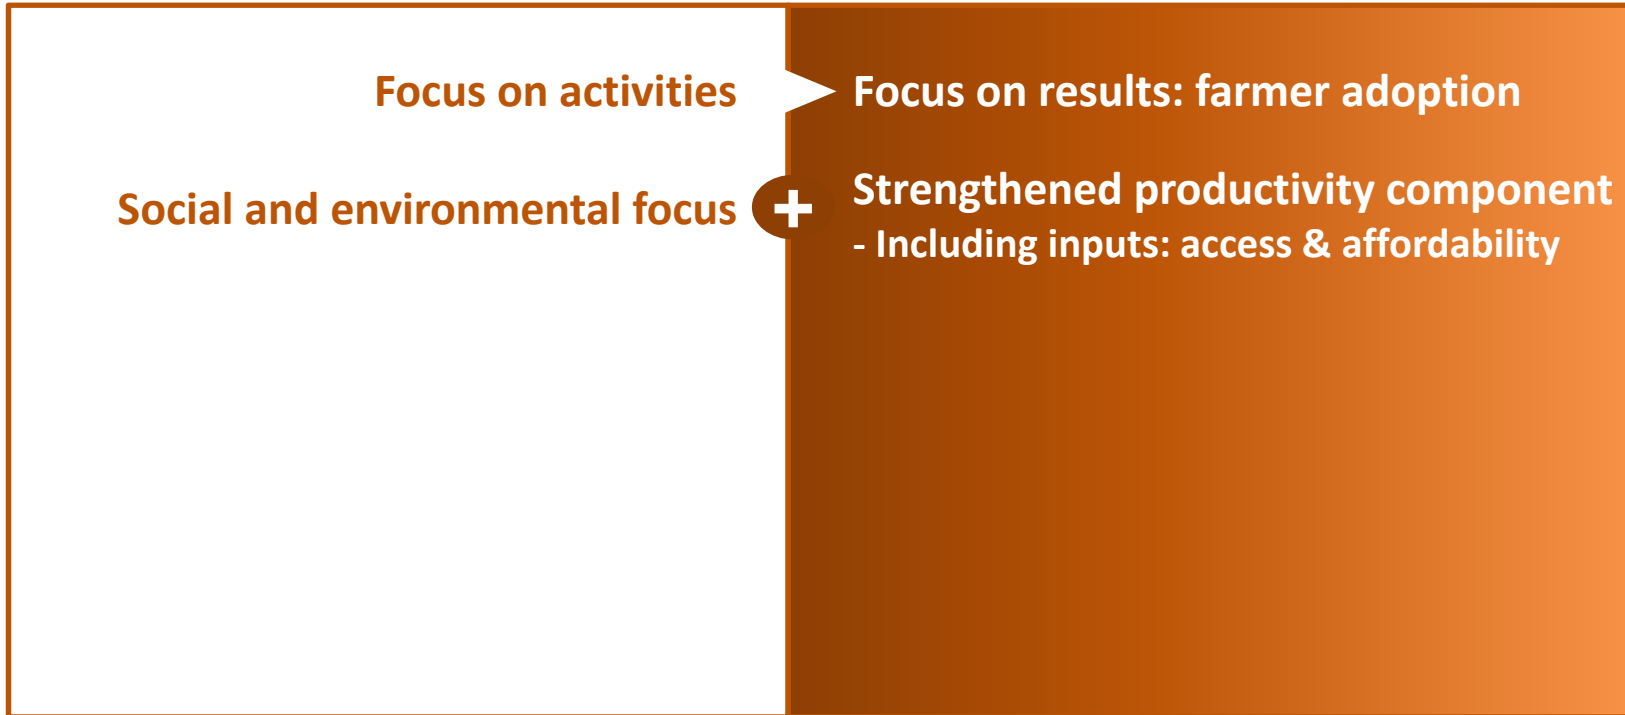 Focus on activities
Focus on results: farmer adoption
Social and environmental focus
+
Strengthened productivity component
- Including inputs: access & affordability